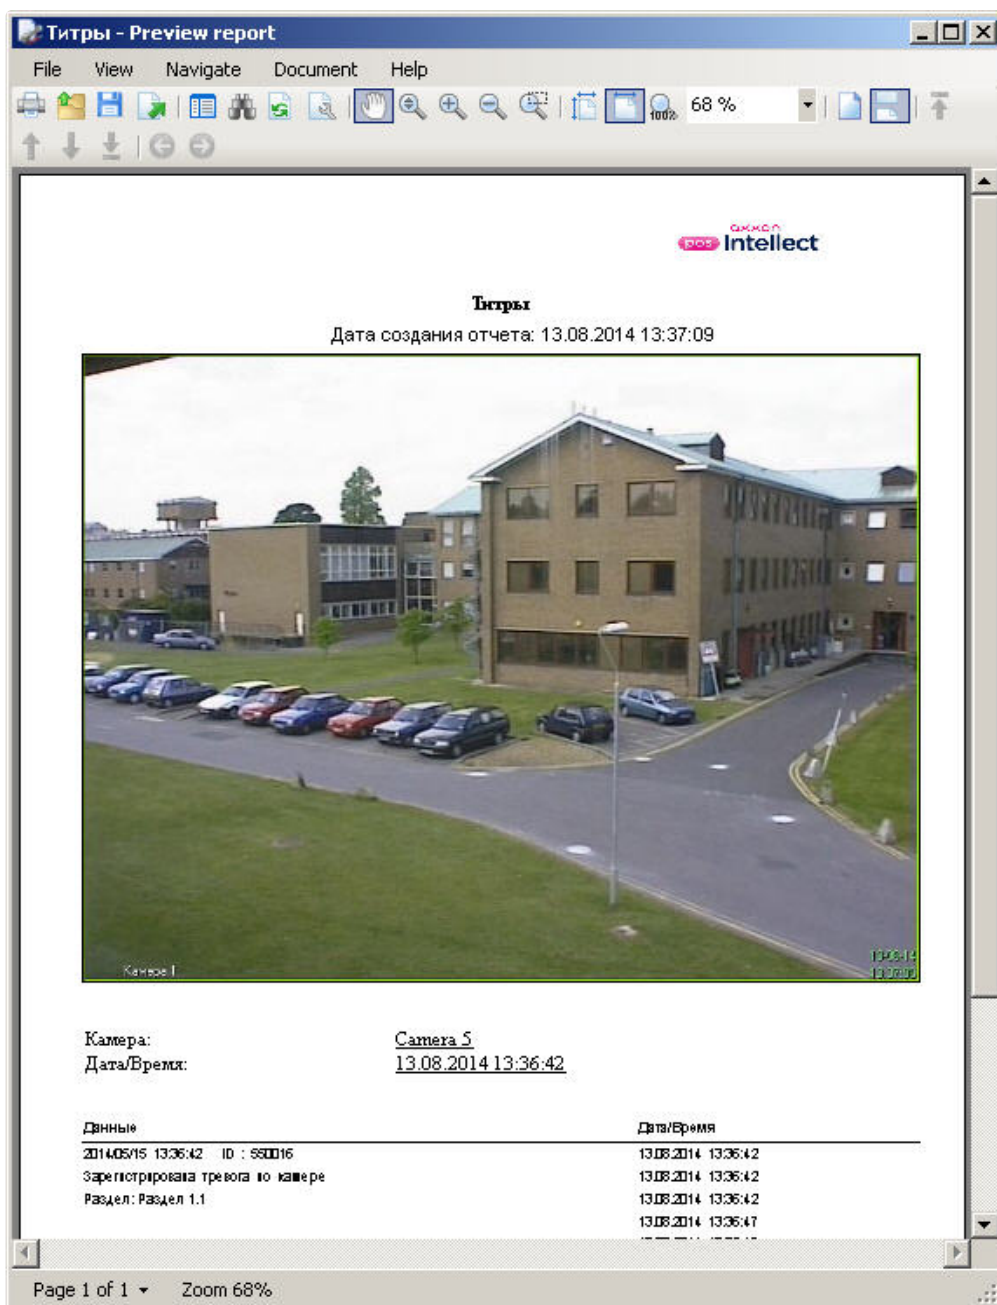 Титры - Preview report
File View Navigate Document Help
100% 68 %
axxon
pos Intellect
Титры
Дата создания отчета: 13.08.2014 13:37:09
Камера 1
Камера: Camera 5
Дата/Время: 13.08.2014 13:36:42
Данные Дата/Время
2014/05/15 13:36:42 ID : 550016 13.08.2014 13:36:42
Зарегистрирована тревога по камере 13.08.2014 13:36:42
Раздел: Раздел 1.1 13.08.2014 13:36:42
13.08.2014 13:36:47
Page 1 of 1 Zoom 68%